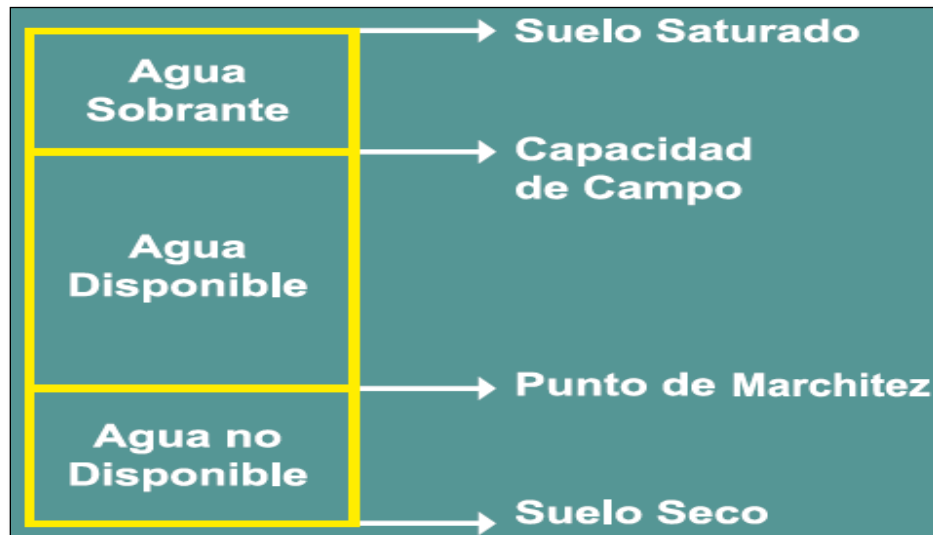 Agua
Sobrante
Suelo Saturado
Capacidad
de Campo
Agua
Disponible
Punto de Marchitez
Agua no
Disponible
Suelo Seco